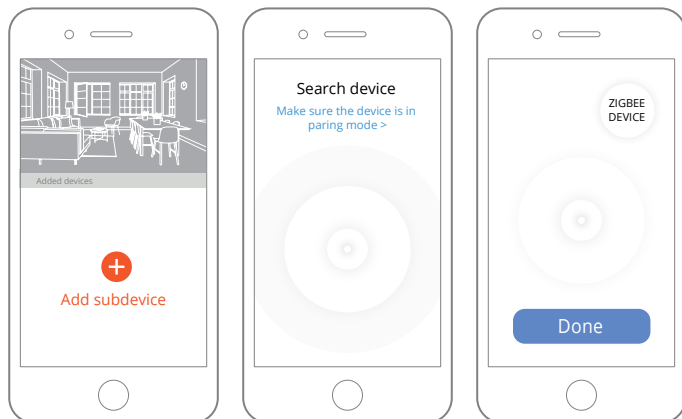 Added devices
Add subdevice
Search device
Make sure the device is in
paring mode >
ZIGBEE
DEVICE
Done